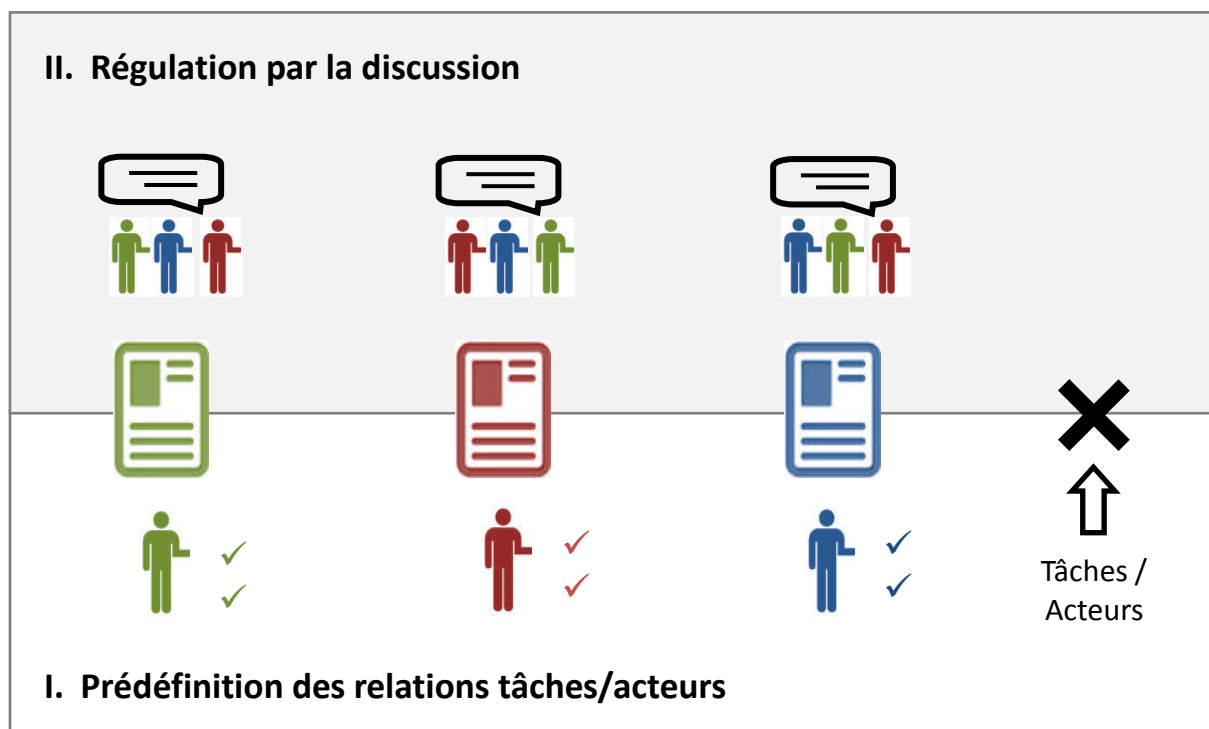 II. Régulation par la discussion
Tâches /
Acteurs
I. Prédéfinition des relations tâches/acteurs